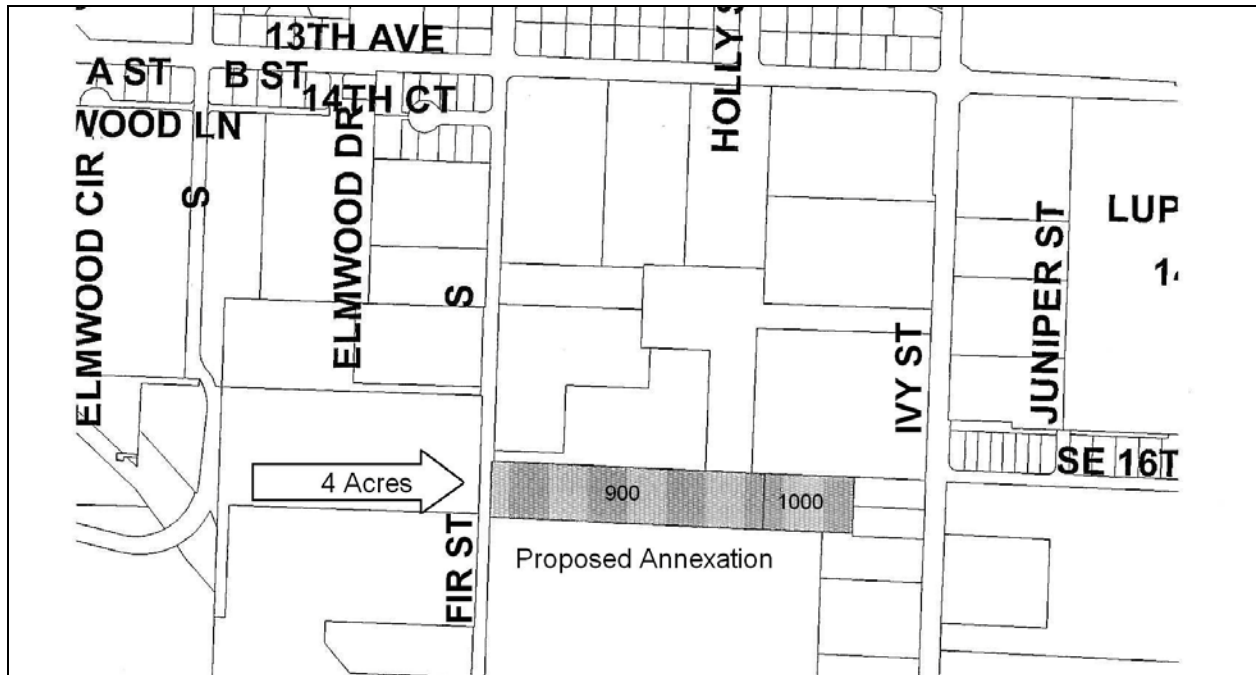 13TH AVE
A ST
B ST
14TH CT
WOOD LN
HOLLY S
ELMWOOD CIR
S
ELMWOOD DR
S
LUP
JUNIPER ST
IVY ST
SE 16T
4 Acres
900
1000
FIR ST
Proposed Annexation